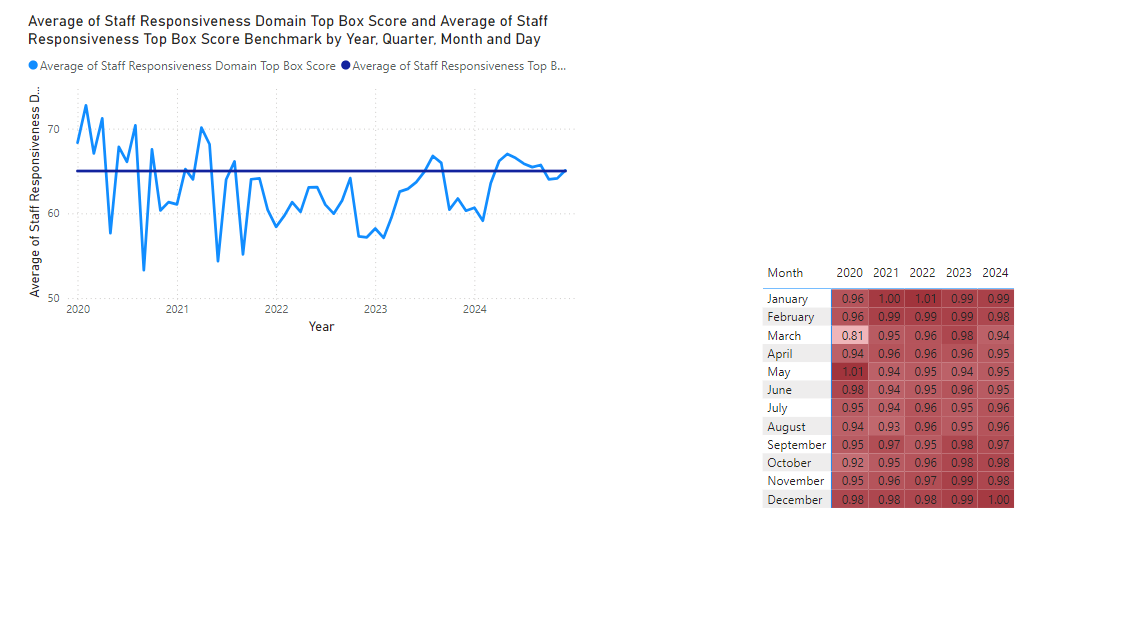 Average of Staff Responsiveness Domain Top Box Score and Average of Staff
Responsiveness Top Box Score Benchmark by Year, Quarter, Month and Day
Average of Staff Responsiveness Domain Top Box Score Average of Staff Responsiveness Top B...
Average of Staff Responsiveness D...
70
60
50
2020 2021 2022 2023 2024
Year
Month 2020 2021 2022 2023 2024
January 0.96 1.00 1.01 0.99 0.99
February 0.96 0.99 0.99 0.99 0.98
March 0.81 0.95 0.96 0.98 0.94
April 0.94 0.96 0.96 0.96 0.95
May 1.01 0.94 0.95 0.94 0.95
June 0.98 0.94 0.95 0.96 0.95
July 0.95 0.94 0.96 0.95 0.96
August 0.94 0.93 0.96 0.95 0.96
September 0.95 0.97 0.95 0.98 0.97
October 0.92 0.95 0.96 0.98 0.98
November 0.95 0.96 0.97 0.99 0.98
December 0.98 0.98 0.98 0.99 1.00